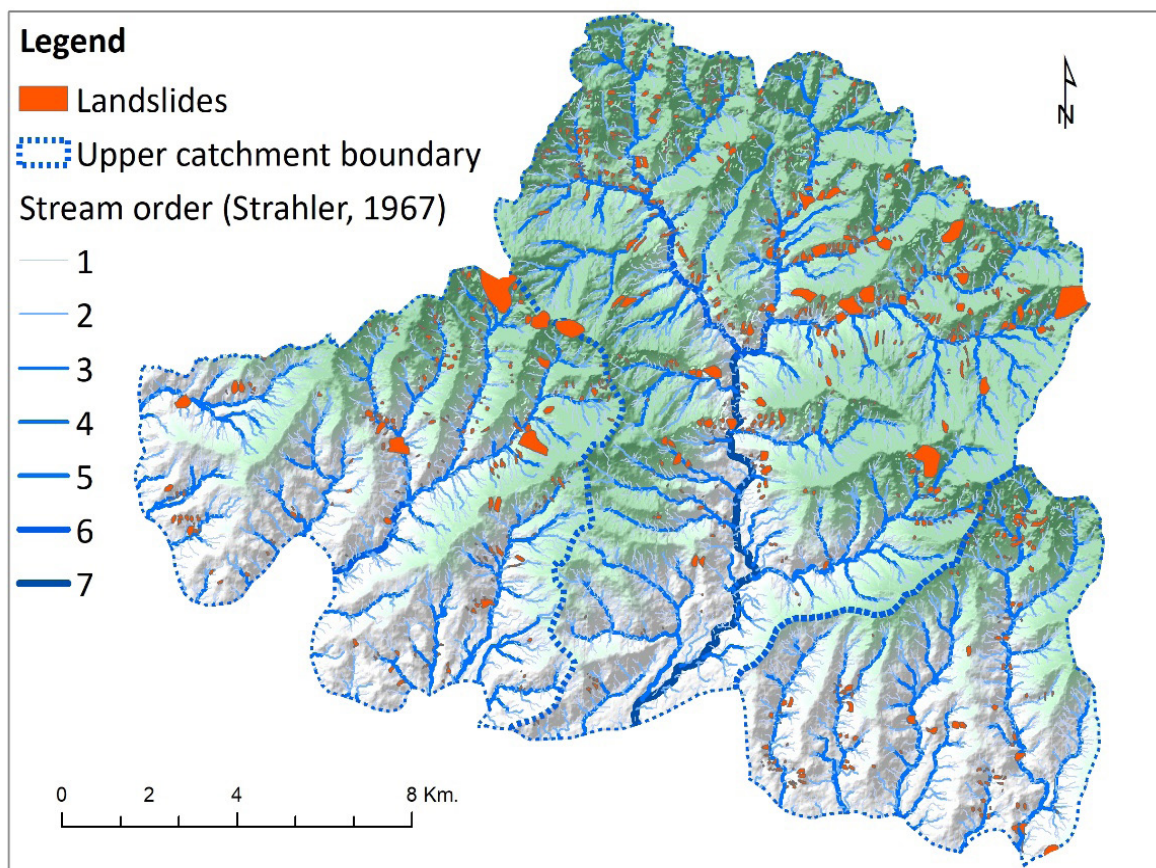 Legend
Landslides
Upper catchment boundary
Stream order (Strahler, 1967)
1
2
3
4
5
6
7
N
0 2 4 8 Km.